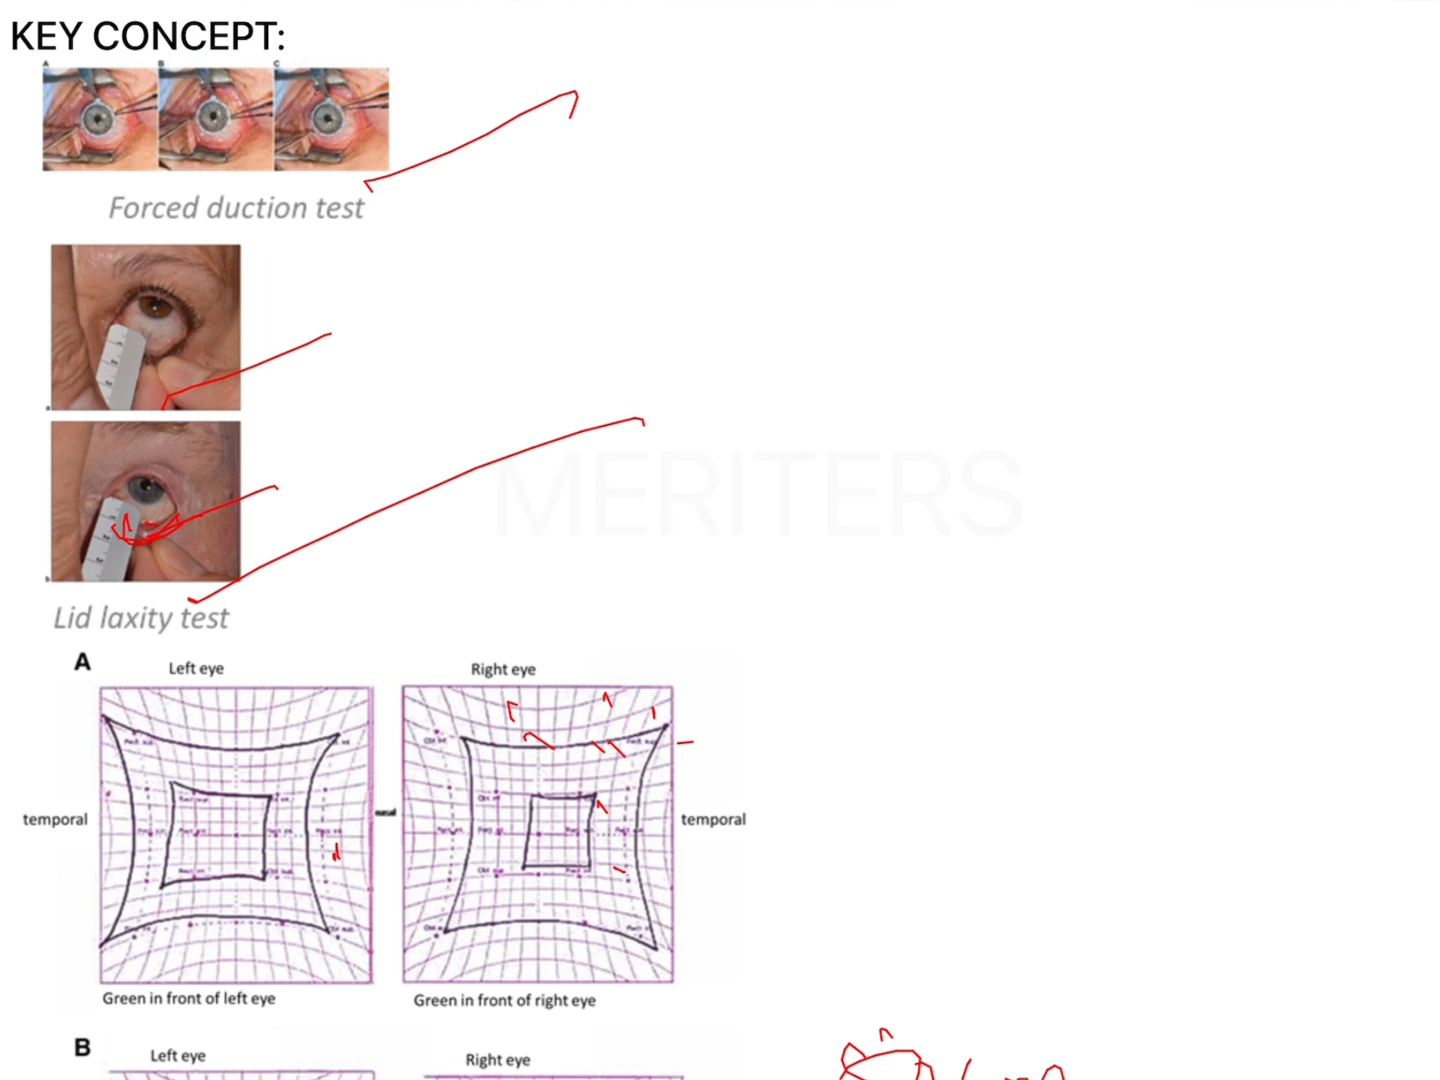 KEY CONCEPT:
A B C
Forced duction test
a
MERITERS
b
Lid laxity test
A
Left eye Right eye
temporal temporal
Green in front of left eye Green in front of right eye
B
Left eye Right eye